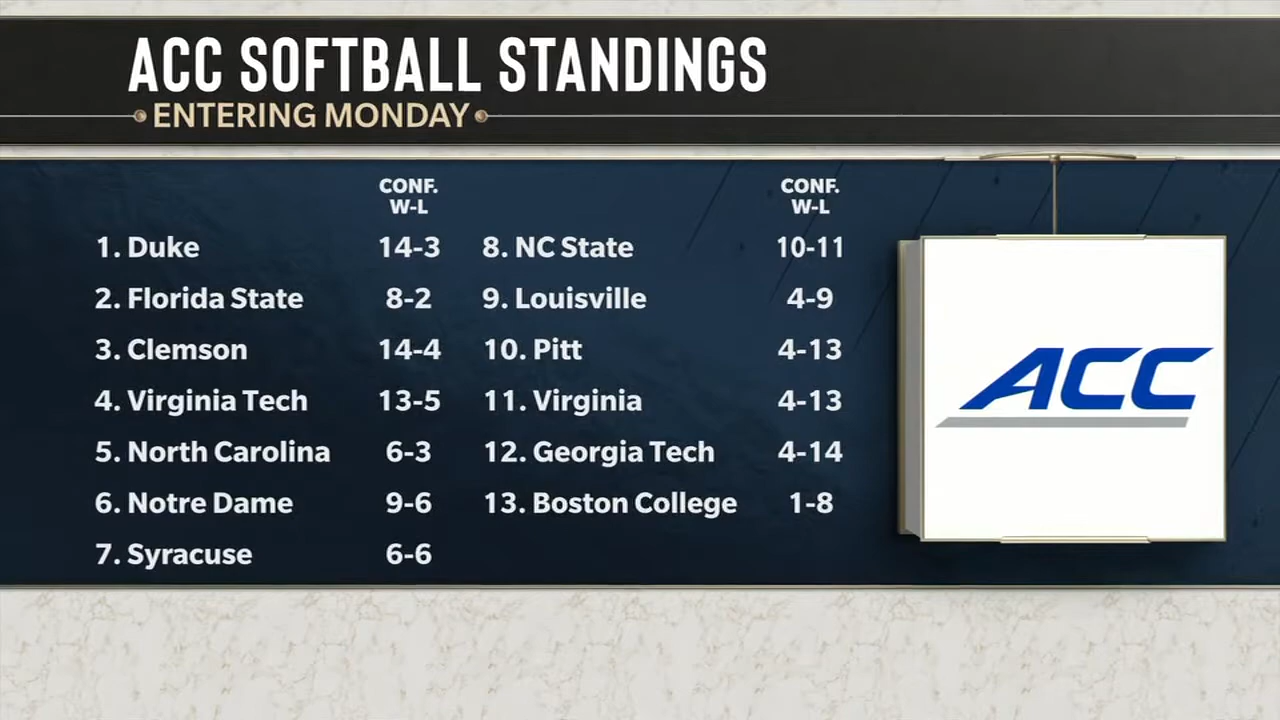 ACC SOFTBALL STANDINGS
ENTERING MONDAY
CONF.
W-L
1. Duke 14-3
2. Florida State 8-2
3. Clemson 14-4
4. Virginia Tech 13-5
5. North Carolina 6-3
6. Notre Dame 9-6
7. Syracuse 6-6
CONF.
W-L
8. NC State 10-11
9. Louisville 4-9
10. Pitt 4-13
11. Virginia 4-13
12. Georgia Tech 4-14
13. Boston College 1-8
ACC